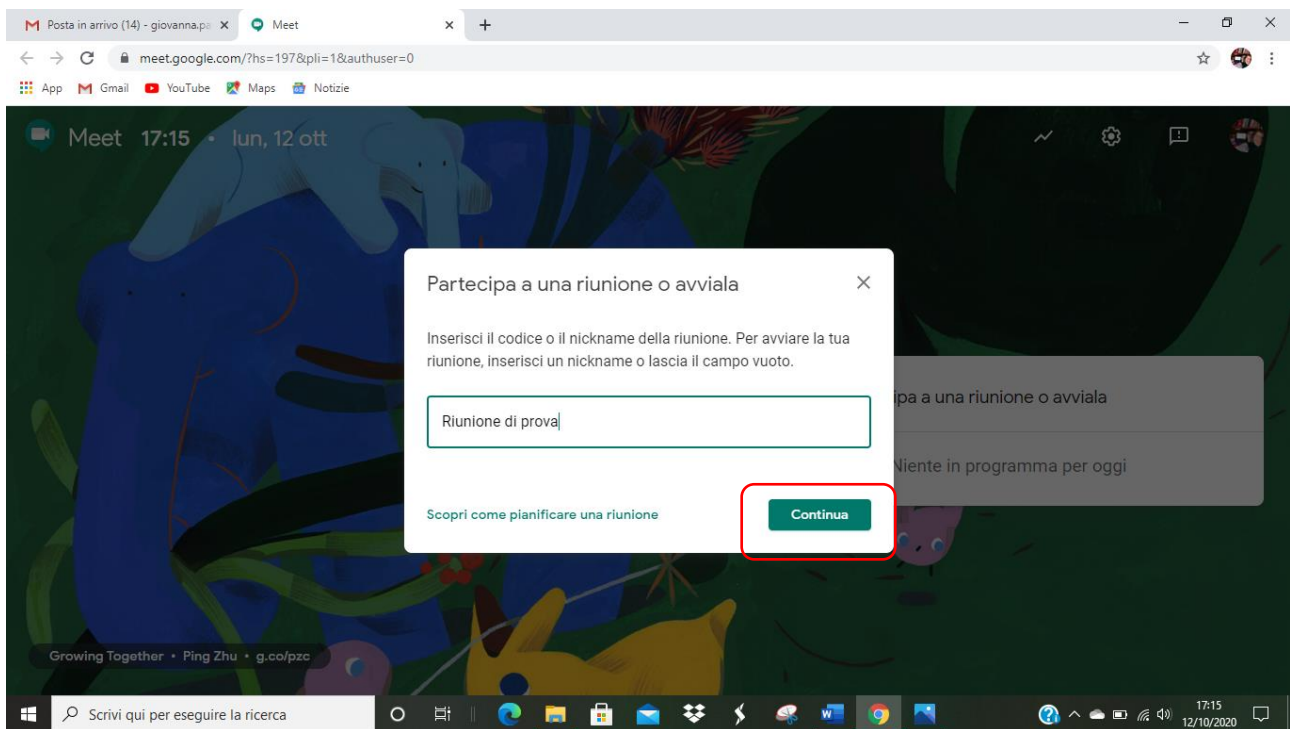 Posta in arrivo (14) - giovanna.pa
Meet
meet.google.com/?hs=197&pli=1&authuser=0
App Gmail YouTube Maps Notizie
Meet 17:15 • lun, 12 ott
Partecipa a una riunione o avviala
Inserisci il codice o il nickname della riunione. Per avviare la tua
riunione, inserisci un nickname o lascia il campo vuoto.
Riunione di prova
ipa a una riunione o avviala
Niente in programma per oggi
Scopri come pianificare una riunione
Continua
Growing Together • Ping Zhu • g.co/pzc
Scrivi qui per eseguire la ricerca
17:15
12/10/2020